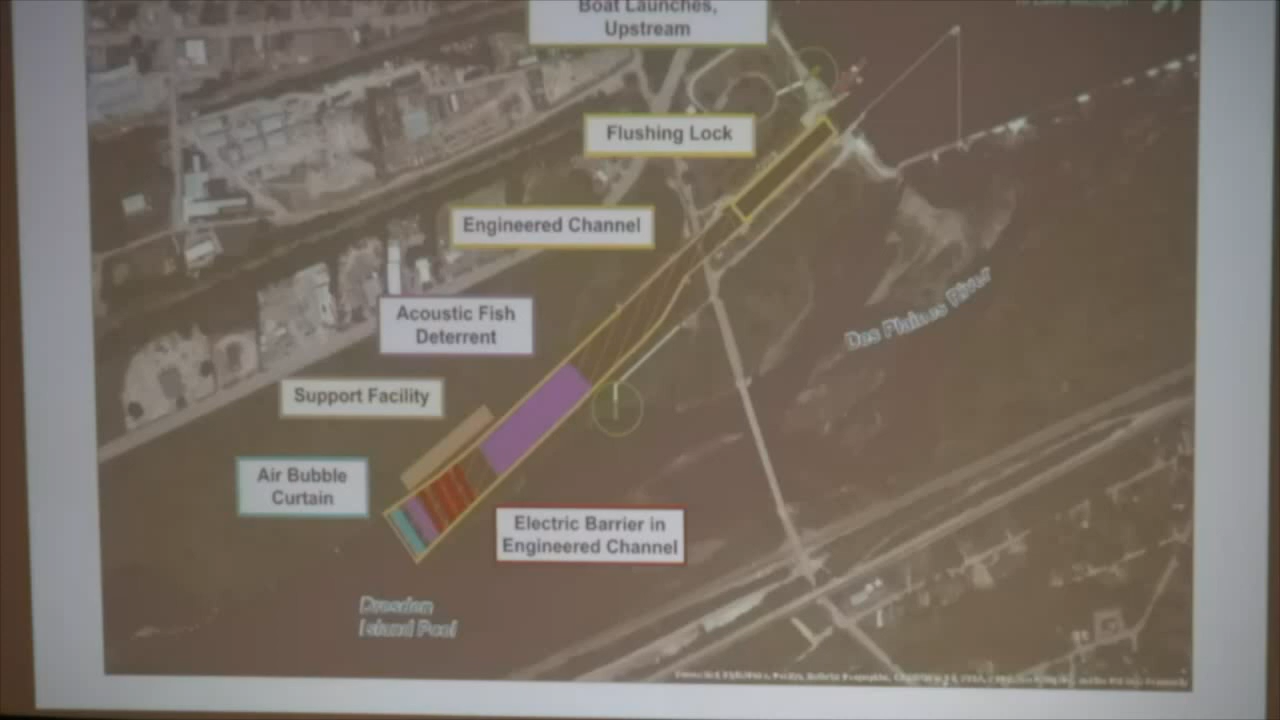 Boat Launches,
Upstream
Flushing Lock
Engineered Channel
Acoustic Fish
Deterrent
Support Facility
Air Bubble
Curtain
Electric Barrier in
Engineered Channel
Des Plaines River
Dresden
Island Pool